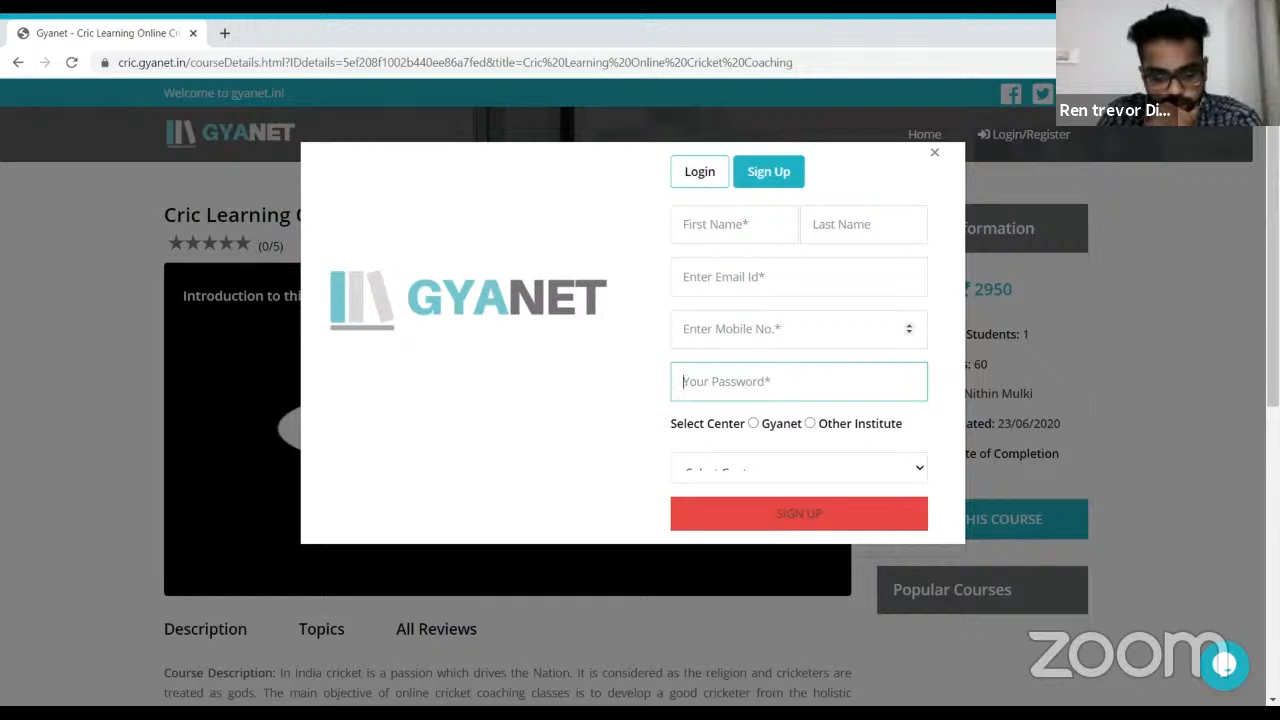 Gyanet - Cric Learning Online Cri
cric.gyanet.in/courseDetails.html?IDdetails=
&title=Cric%20Learning%20Online%20Cricket%20Coaching
Welcome to gyanet.in!
Ren trevor Di...
GYANET
Home
Login/Register
Login
Sign Up
Cric Learning
(0/5)
First Name*
Last Name
formation
Introduction to thi
GYANET
Enter Email Id*
₹ 2950
Enter Mobile No.*
Students: 1
s: 60
Your Password*
Nithin Mulki
Select Center Gyanet Other Institute
ated: 23/06/2020
te of Completion
SIGN UP
HIS COURSE
Popular Courses
Description
Topics
All Reviews
zoom
Course Description: In India cricket is a passion which drives the Nation. It is considered as the religion and cricketers are
treated as gods. The main objective of online cricket coaching classes is to develop a good cricketer from the holistic